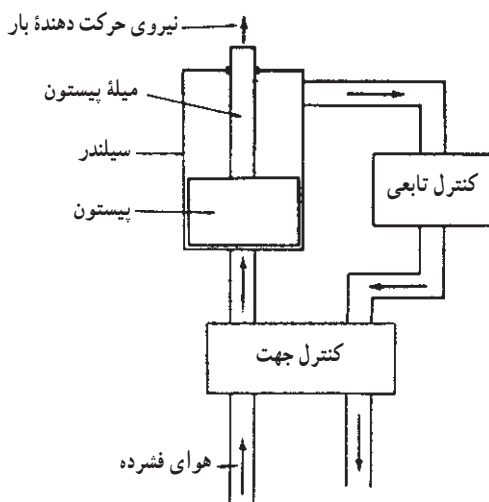 نیروی حرکت دهندهٔ بار
میلهٔ پیستون
سیلندر
پیستون
کنترل تابعی
کنترل جهت
هوای فشرده